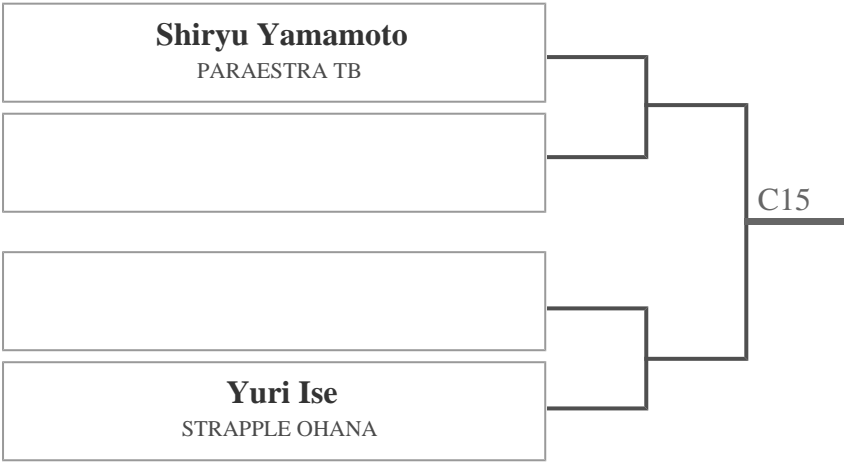 Shiryu Yamamoto
PARAESTRA TB
C15
Yuri Ise
STRAPPLE OHANA